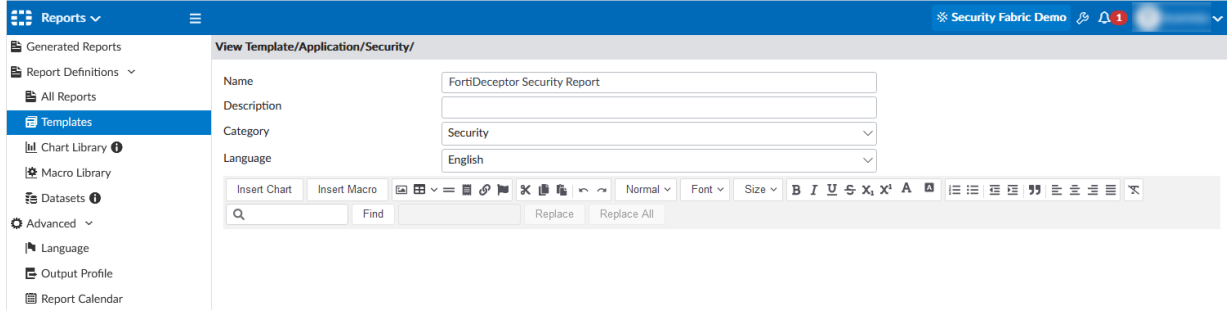 Reports
Security Fabric Demo 1
Generated Reports
View Template/Application/Security/
Report Definitions
Name FortiDeceptor Security Report
All Reports
Description
Templates
Category Security
Chart Library
Language English
Macro Library
Insert Chart Insert Macro Normal Font Size B I U S X₁ X¹ A A
Datasets
Find Replace Replace All
Advanced
Language
Output Profile
Report Calendar